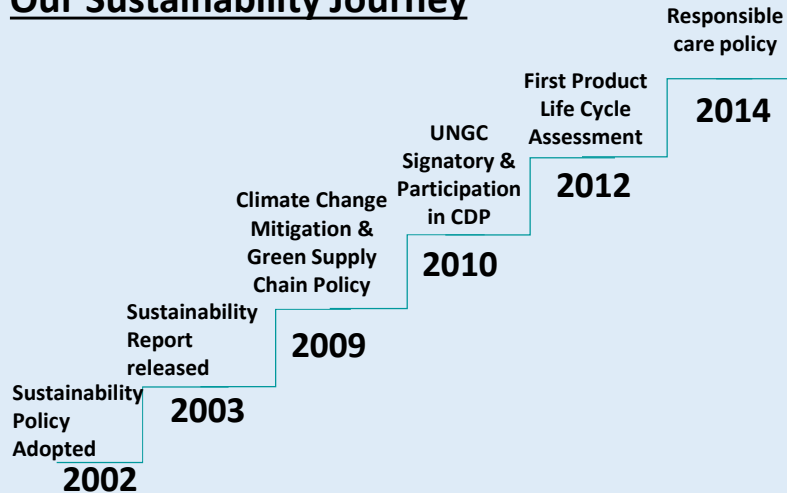 Our Sustainability Journey
Responsible
care policy
2014
First Product
Life Cycle
Assessment
2012
UNGC
Signatory &
Participation
in CDP
2010
Climate Change
Mitigation &
Green Supply
Chain Policy
2009
Sustainability
Report
released
2003
Sustainability
Policy
Adopted
2002